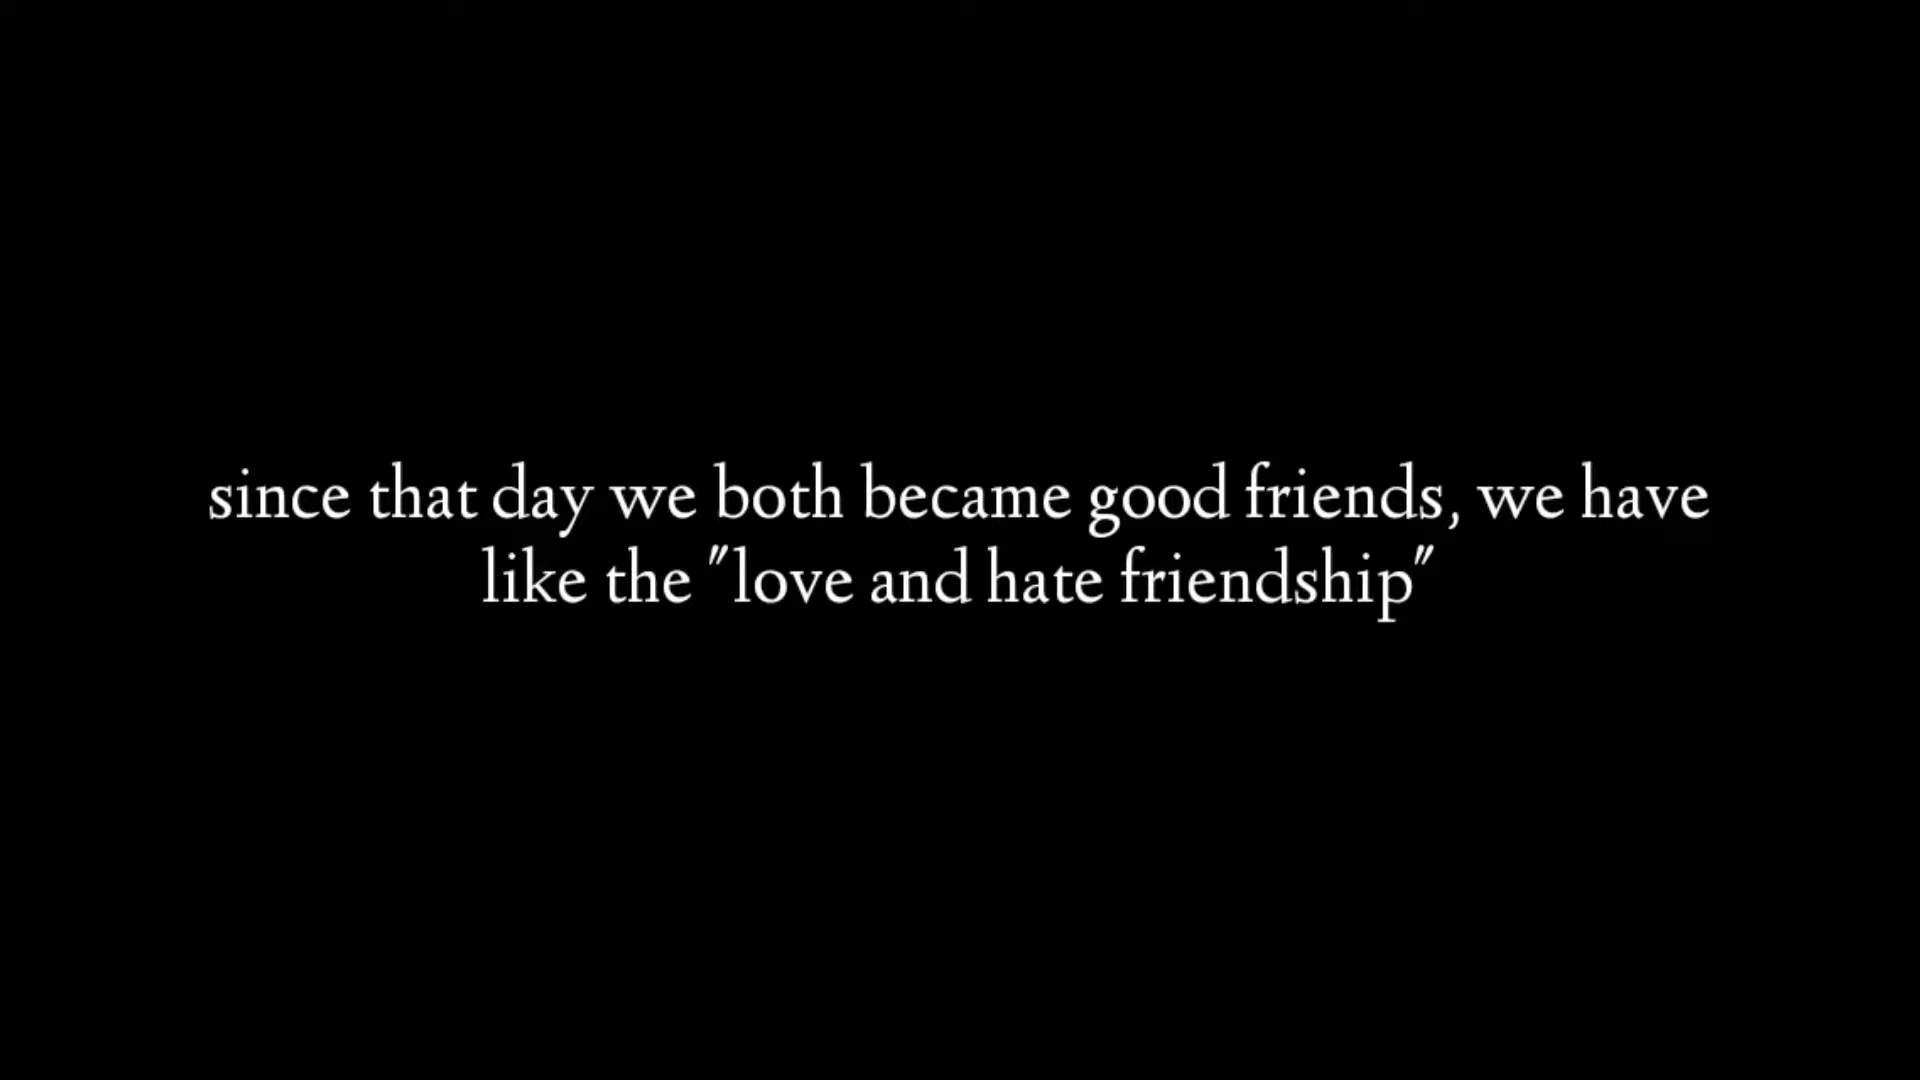 since that day we both became good friends, we have
like the "love and hate friendship"